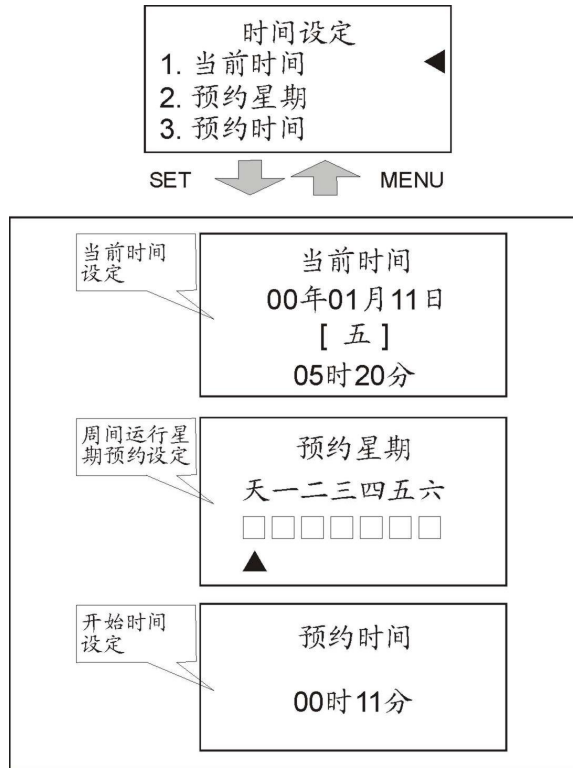 时间设定
1. 当前时间
2. 预约星期
3. 预约时间
SET MENU
当前时间
设定
当前时间
00年01月11日
[ 五 ]
05时20分
周间运行星
期预约设定
预约星期
天一二三四五六
开始时间
设定
预约时间
00时11分